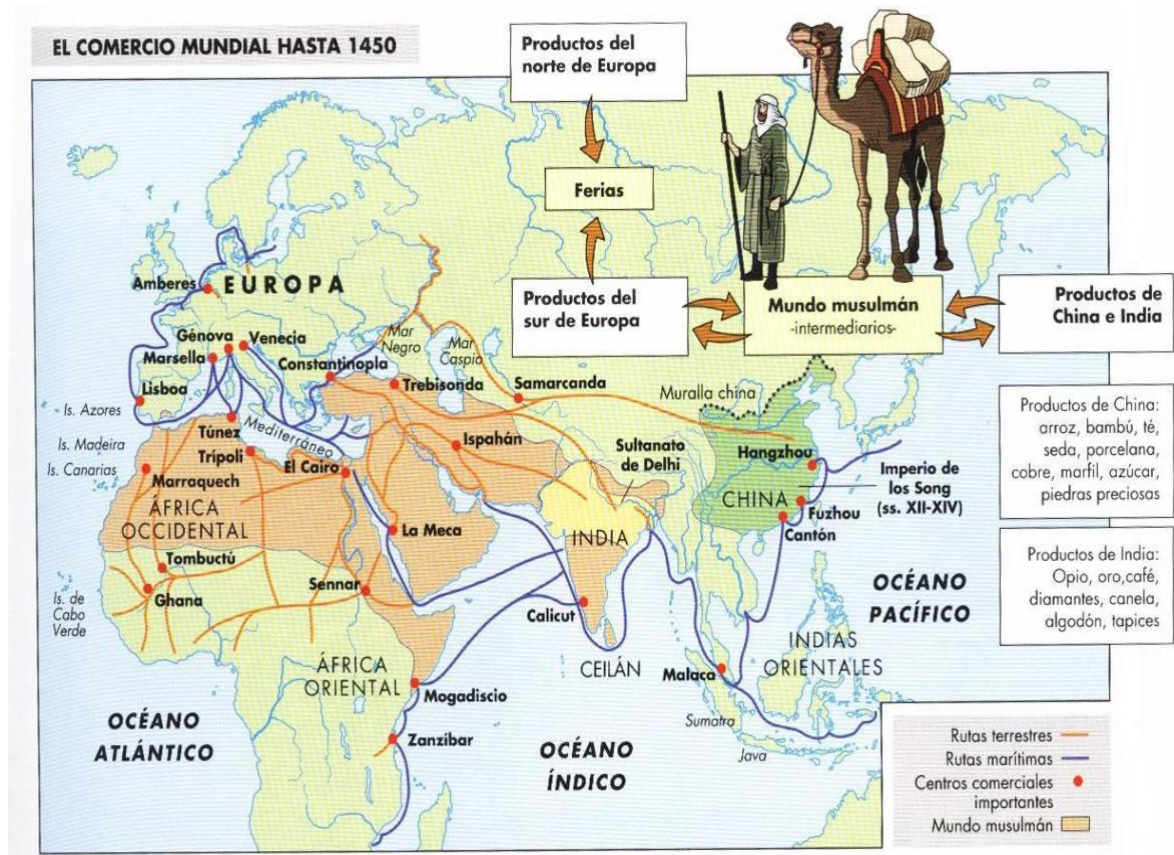 EL COMERCIO MUNDIAL HASTA 1450
Productos del
norte de Europa
Ferias
Productos del
sur de Europa
Mundo musulmán
-intermediarios-
Productos de
China e India
Amberes
EUROPA
Génova
Venecia
Marsella
Lisboa
Constantinopla
Mar
Negro
Mar
Caspio
Trebisonda
Samarcanda
Muralla china
Is. Azores
Is. Madeira
Is. Canarias
Túnez
Mediterráneo
Trípoli
El Cairo
Marraquech
Ispahán
Sultanato
de Delhi
Hangzhou
Imperio de
los Song
(ss. XII-XIV)
CHINA
Fuzhou
Cantón
ÁFRICA
OCCIDENTAL
La Meca
INDIA
Tombuctú
Ghana
Sennar
Is. de
Cabo
Verde
Calicut
OCÉANO
PACÍFICO
ÁFRICA
ORIENTAL
CEILÁN
Malaca
INDIAS
ORIENTALES
Mogadiscio
Sumatra
Java
OCÉANO
ATLÁNTICO
Zanzíbar
OCÉANO
ÍNDICO
Productos de China:
arroz, bambú, té,
seda, porcelana,
cobre, marfil, azúcar,
piedras preciosas
Productos de India:
Opio, oro,café,
diamantes, canela,
algodón, tapices
Rutas terrestres
Rutas marítimas
Centros comerciales
importantes
Mundo musulmán